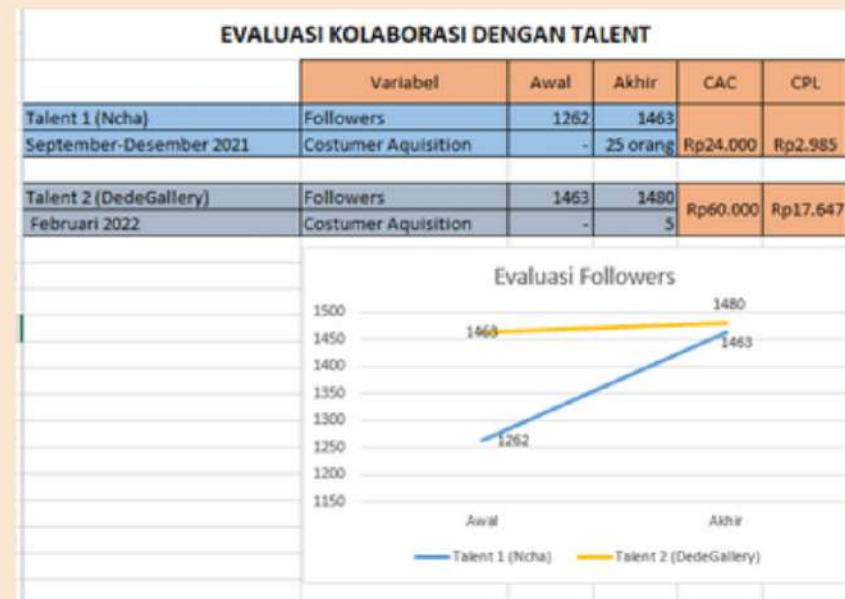 EVALUASI KOLABORASI DENGAN TALENT
Variabel Awal Akhir CAC CPL
Talent 1 (Ncha) Followers 1262 1463
September-Desember 2021 Costumer Aquisition - 25 orang Rp24.000 Rp2.985
Talent 2 (DedeGallery) Followers 1463 1480 Rp60.000 Rp17.647
Februari 2022 Costumer Aquisition - 5
Evaluasi Followers
1500
1450
1400
1350
1300
1250
1200
1150
1463
1480
1463
1262
Awal Akhir
Talent 1 (Ncha) Talent 2 (DedeGallery)